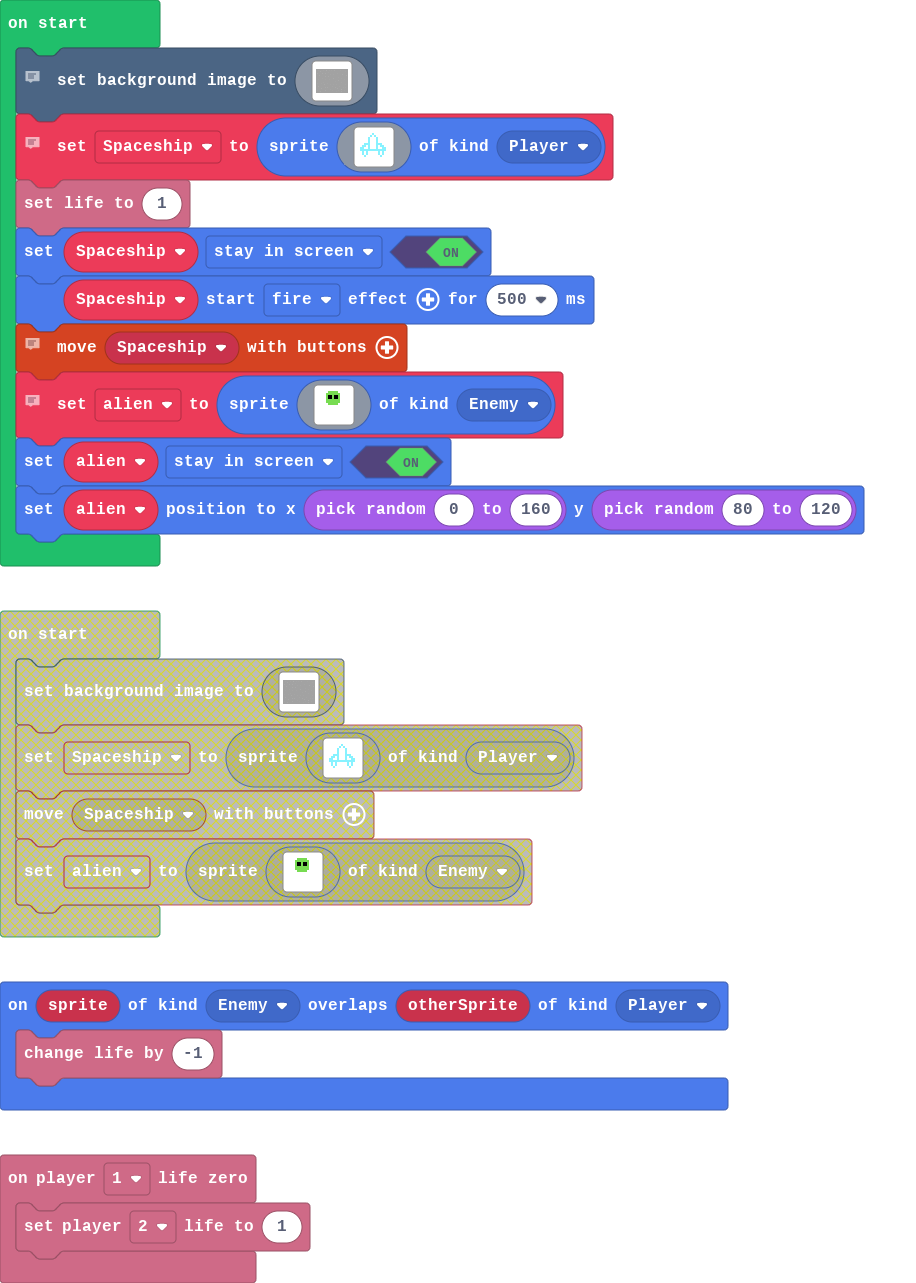 on start
set background image to
set Spaceship to sprite of kind Player
set life to 1
set Spaceship stay in screen ON
Spaceship start fire effect for 500 ms
move Spaceship with buttons
set alien to sprite of kind Enemy
set alien stay in screen ON
set alien position to x pick random 0 to 160 y pick random 80 to 120
on start
set background image to
set Spaceship to sprite of kind Player
move Spaceship with buttons
set alien to sprite of kind Enemy
on sprite of kind Enemy overlaps otherSprite of kind Player
change life by -1
on player 1 life zero
set player 2 life to 1